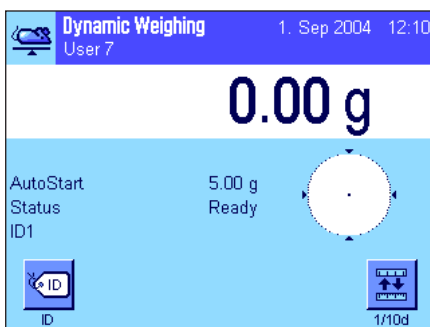 Dynamic Weighing 1. Sep 2004 12:10
User 7
0.00 g
AutoStart 5.00 g
Status Ready
ID1
ID
ID 1/10d